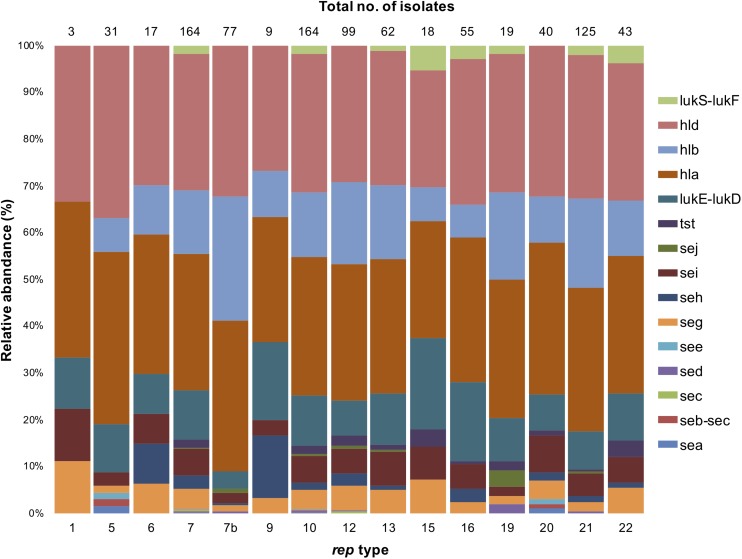 Total no. of isolates
3 31 17 164 77 9 164 99 62 18 55 19 40 125 43
100%
90%
80%
70%
60%
50%
40%
30%
20%
10%
0%
Relative abandance (%)
1 5 6 7 7b 9 10 12 13 15 16 19 20 21 22
rep type
lukS-lukF
hld
hlb
hla
lukE-lukD
tst
sej
sei
seh
seg
see
sed
sec
seb-sec
sea